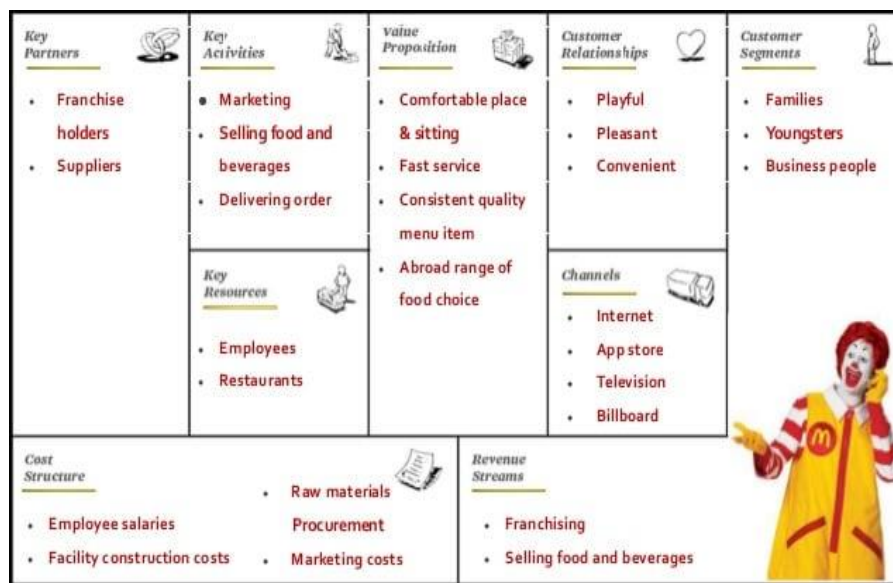 Key
Partners
Franchise
holders
Suppliers
Key
Activities
Marketing
Selling food and
beverages
Delivering order
Key
Resources
Employees
Restaurants
Value
Proposition
Comfortable place
& sitting
Fast service
Consistent quality
menu item
Abroad range of
food choice
Customer
Relationships
Playful
Pleasant
Convenient
Channels
Internet
App store
Television
Billboard
Customer
Segments
Families
Youngsters
Business people
Cost
Structure
Employee salaries
Facility construction costs
Raw materials
Procurement
Marketing costs
Revenue
Streams
Franchising
Selling food and beverages
m